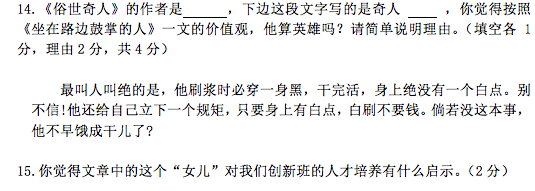 14.《俗世奇人》的作者是______，下边这段文字写的是奇人 ____ ，你觉得按照
《坐在路边鼓掌的人》一文的价值观，他算英雄吗？请简单说明理由。（填空各 1
分，理由 2 分，共 4 分）
最叫人叫绝的是，他刷浆时必穿一身黑，干完活，身上绝没有一个白点。别
不信!他还给自己立下一个规矩，只要身上有白点，白刷不要钱。倘若没这本事，
他不早饿成干儿了?
15.你觉得文章中的这个“女儿”对我们创新班的人才培养有什么启示。（2 分）